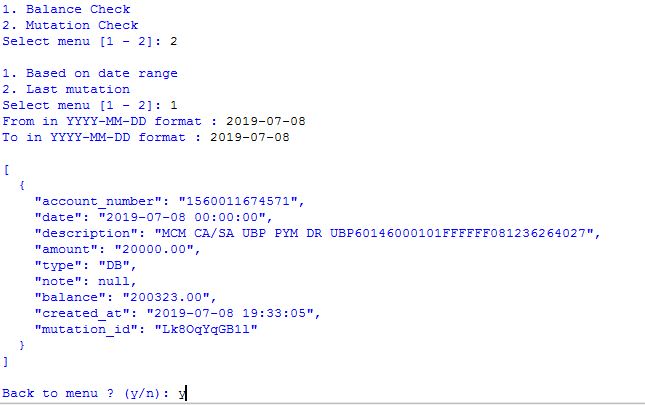 1. Balance Check
2. Mutation Check
Select menu [1 - 2]: 2
1. Based on date range
2. Last mutation
Select menu [1 - 2]: 1
From in YYYY-MM-DD format : 2019-07-08
To in YYYY-MM-DD format : 2019-07-08
[
  {
    "account_number": "1560011674571",
    "date": "2019-07-08 00:00:00",
    "description": "MCM CA/SA UBP PYM DR UBP60146000101FFFFFF081236264027",
    "amount": "20000.00",
    "type": "DB",
    "note": null,
    "balance": "200323.00",
    "created_at": "2019-07-08 19:33:05",
    "mutation_id": "Lk8OqYqGB1l"
  }
]
Back to menu ? (y/n): y